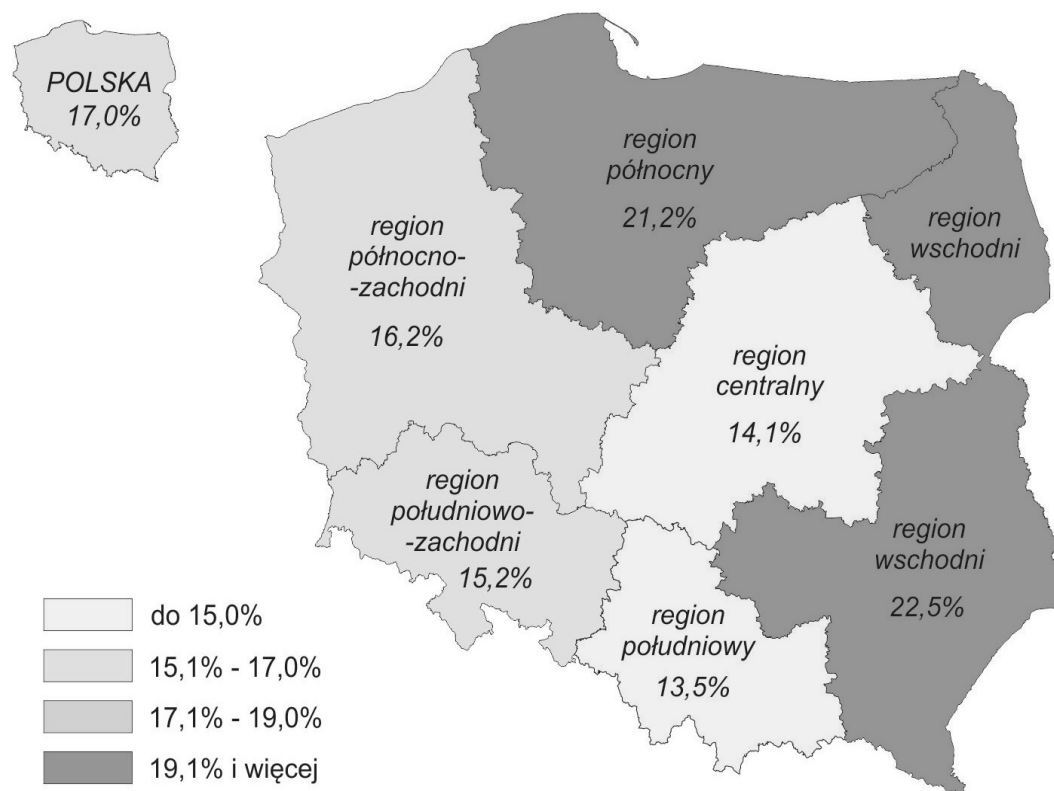 POLSKA
17,0%
region
północny
21,2%
region
wschodni
region
północno-
-zachodni
16,2%
region
centralny
14,1%
region
południowo-
-zachodni
15,2%
region
wschodni
22,5%
region
południowy
13,5%
do 15,0%
15,1% - 17,0%
17,1% - 19,0%
19,1% i więcej